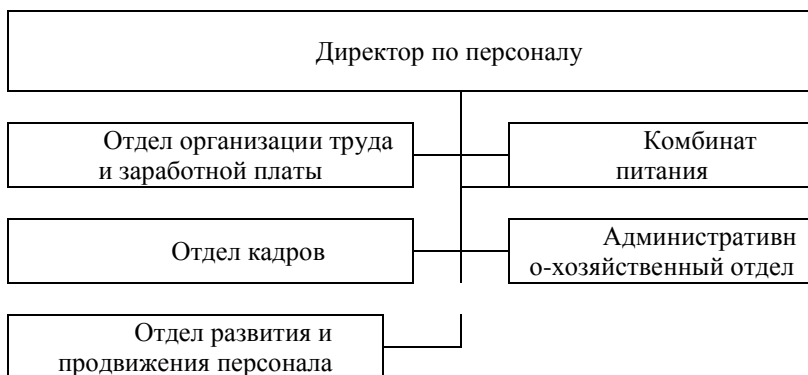 Директор по персоналу
Отдел организации труда
и заработной платы
Комбинат
питания
Отдел кадров
Административн
о-хозяйственный отдел
Отдел развития и
продвижения персонала